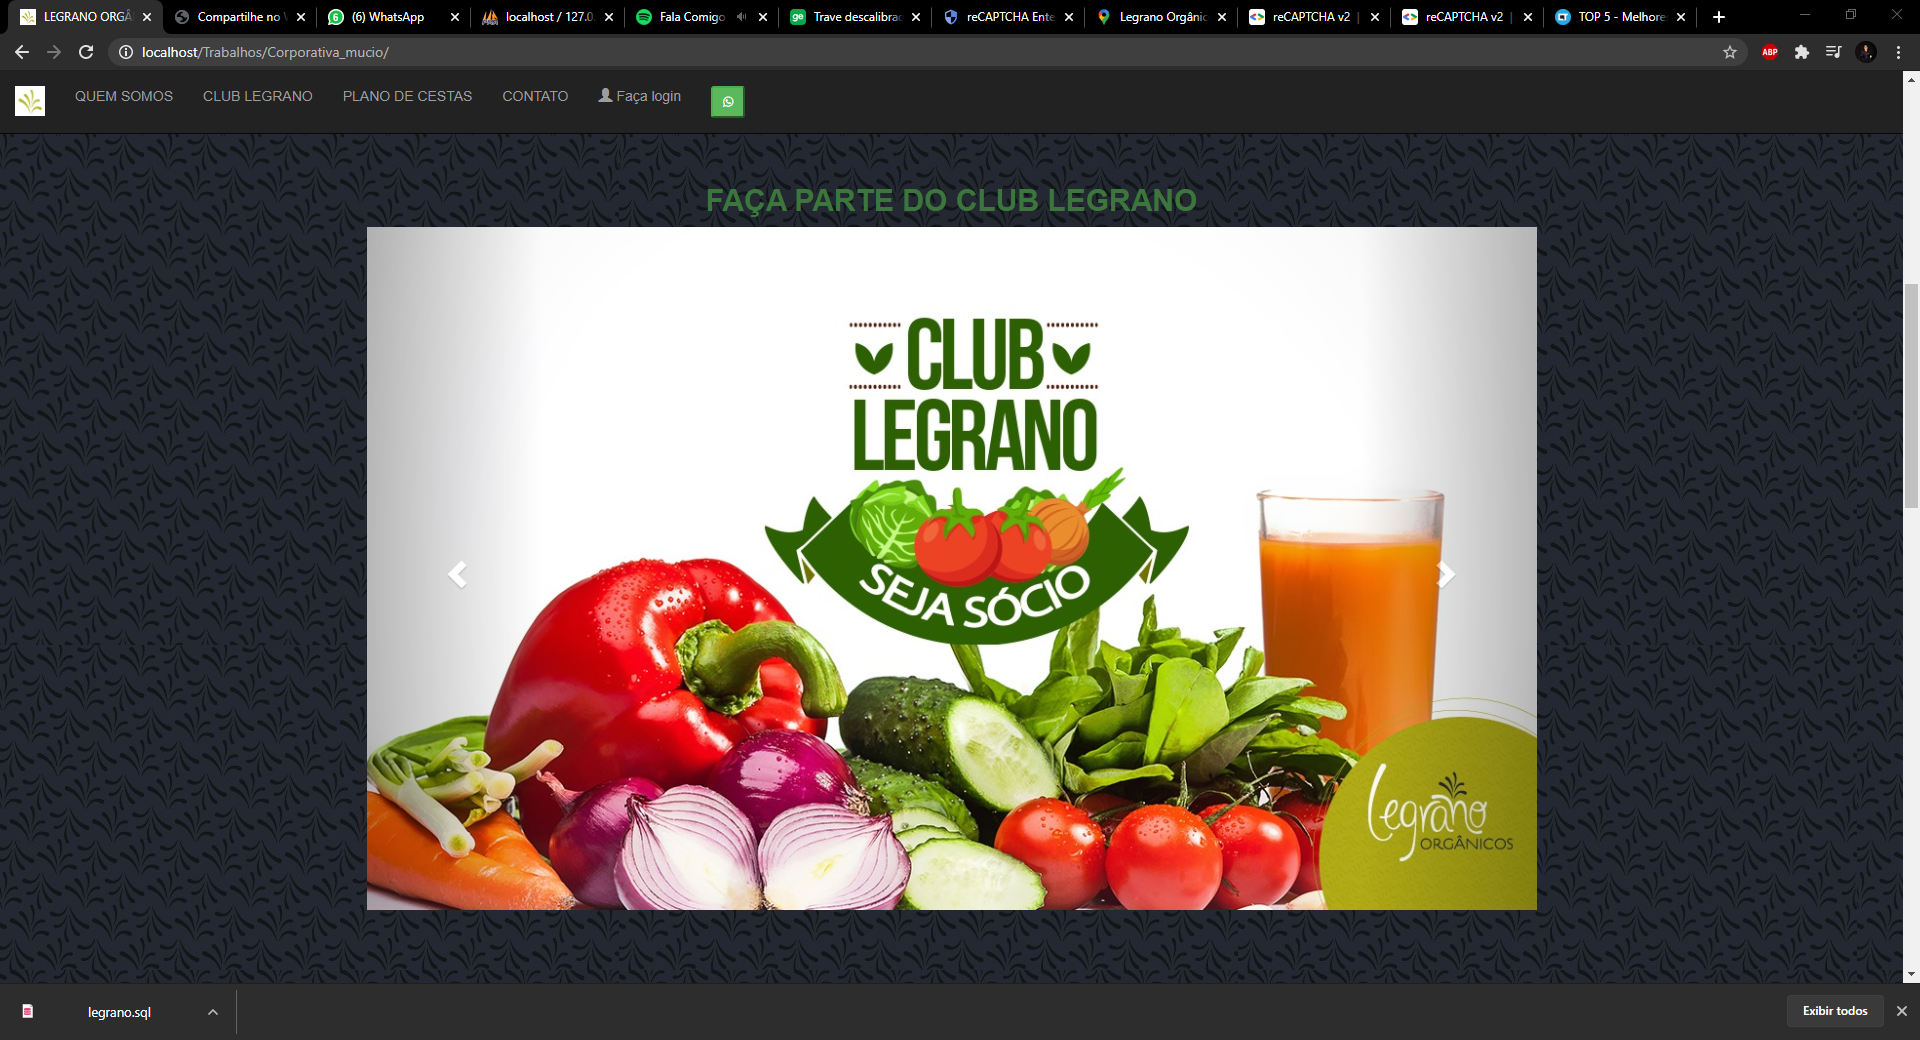 LEGRANO ORGÂ
Compartilhe no
(6) WhatsApp
localhost / 127.0.
Fala Comigo
ge
Trave descalibrad
reCAPTCHA Ente
Legrano Orgânic
reCAPTCHA v2
reCAPTCHA v2
TOP 5 - Melhore
localhost/Trabalhos/Corporativa_mucio/
ABP
QUEM SOMOS
CLUB LEGRANO
PLANO DE CESTAS
CONTATO
Faça login
FAÇA PARTE DO CLUB LEGRANO
CLUB
LEGRANO
SEJA SÓCIO
Legrano
ORGÂNICOS
legrano.sql
Exibir todos